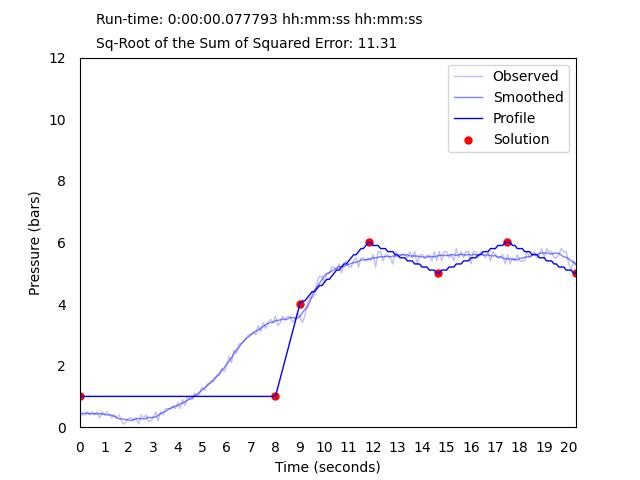 Run-time: 0:00:00.077793 hh:mm:ss hh:mm:ss
Sq-Root of the Sum of Squared Error: 11.31
12
10
8
6
4
2
0
Pressure (bars)
Observed
Smoothed
Profile
Solution
0 1 2 3 4 5 6 7 8 9 10 11 12 13 14 15 16 17 18 19 20
Time (seconds)